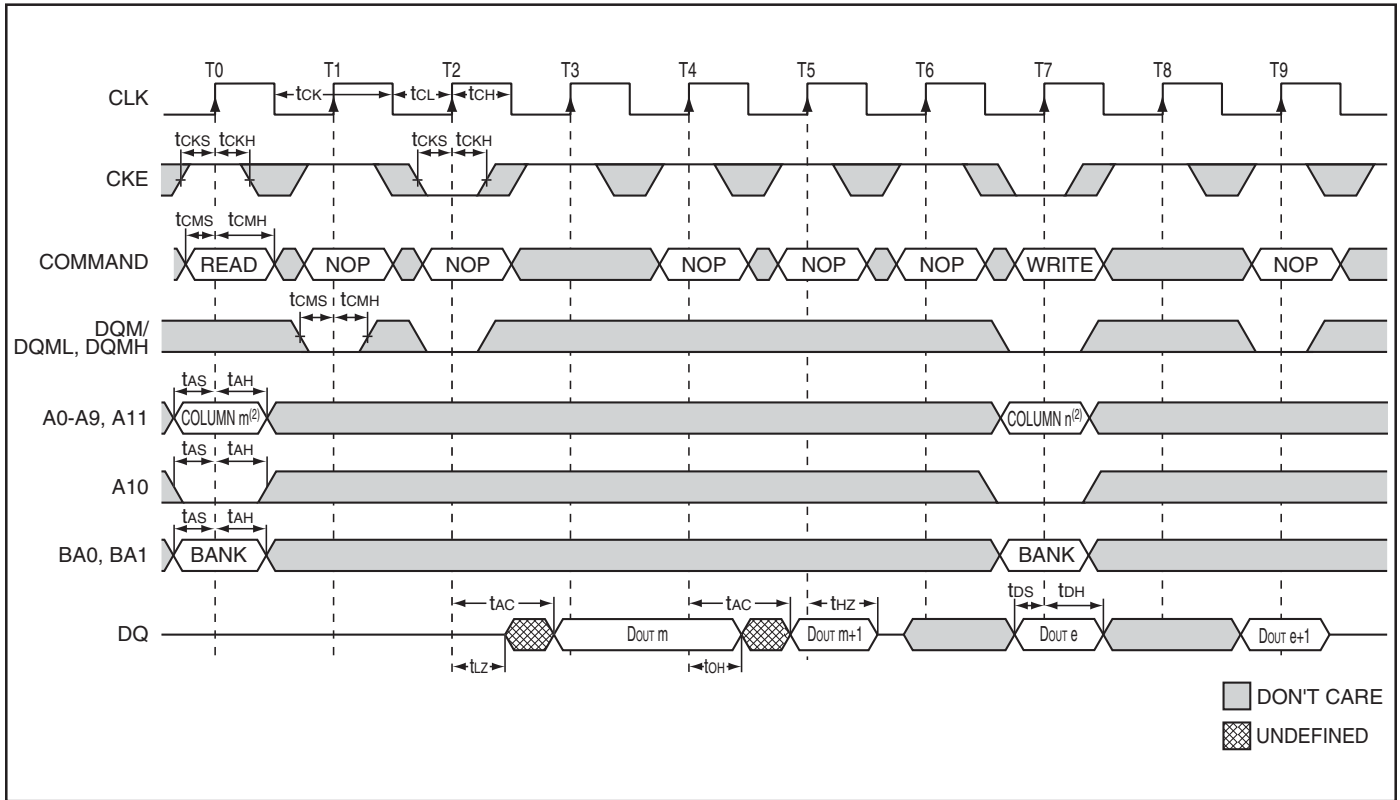 T0 T1 T2 T3 T4 T5 T6 T7 T8 T9
CLK
tCK tCL tCH
tCKS tCKH tCKS tCKH
CKE
tCMS tCMH
COMMAND READ NOP NOP NOP NOP NOP WRITE NOP
tCMS tCMH
DQM/
DQML, DQMH
tAS tAH
A0-A9, A11 COLUMN m(2) COLUMN n(2)
tAS tAH
A10
tAS tAH
BA0, BA1 BANK BANK
tAC tAC tHZ tDS tDH
DQ DOUT m DOUT m+1 DOUT e DOUT e+1
tLZ tOH
DON'T CARE
UNDEFINED